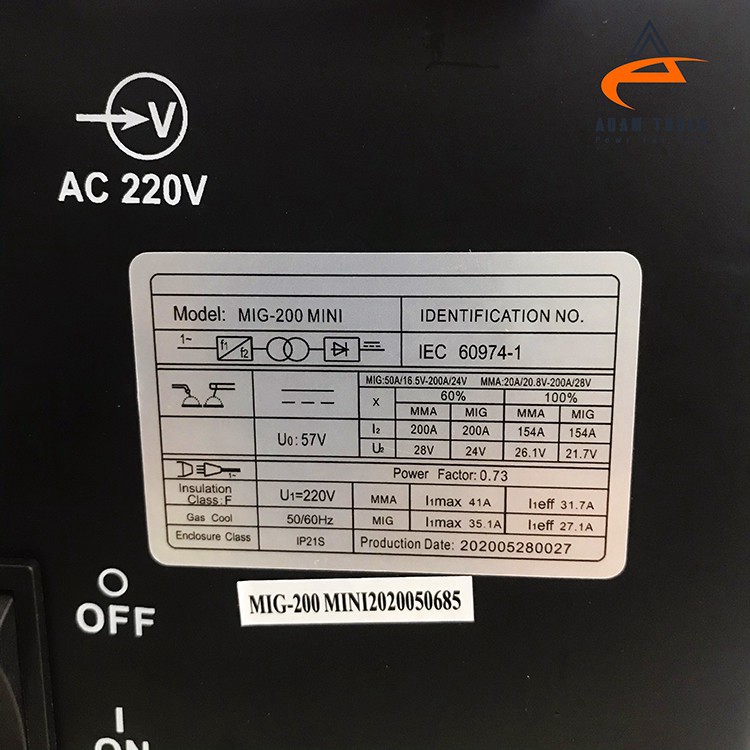 V
AC 220V
ADAM TOOLS
Model: MIG-200 MINI
IDENTIFICATION NO.
1~ f1 f2
IEC 60974-1
MIG:50A/16.5V-200A/24V MMA:20A/20.8V-200A/28V
X 60% 100%
MMA MIG MMA MIG
U0: 57V
I2 200A 200A 154A 154A
U2 28V 24V 26.1V 21.7V
1~
Power Factor: 0.73
Insulation
Class: F
U1=220V
MMA I1max 41A I1eff 31.7A
Gas Cool 50/60Hz MIG I1max 35.1A I1eff 27.1A
Enclosure Class IP21S Production Date: 202005280027
MIG-200 MINI2020050685
O
OFF
I
ON